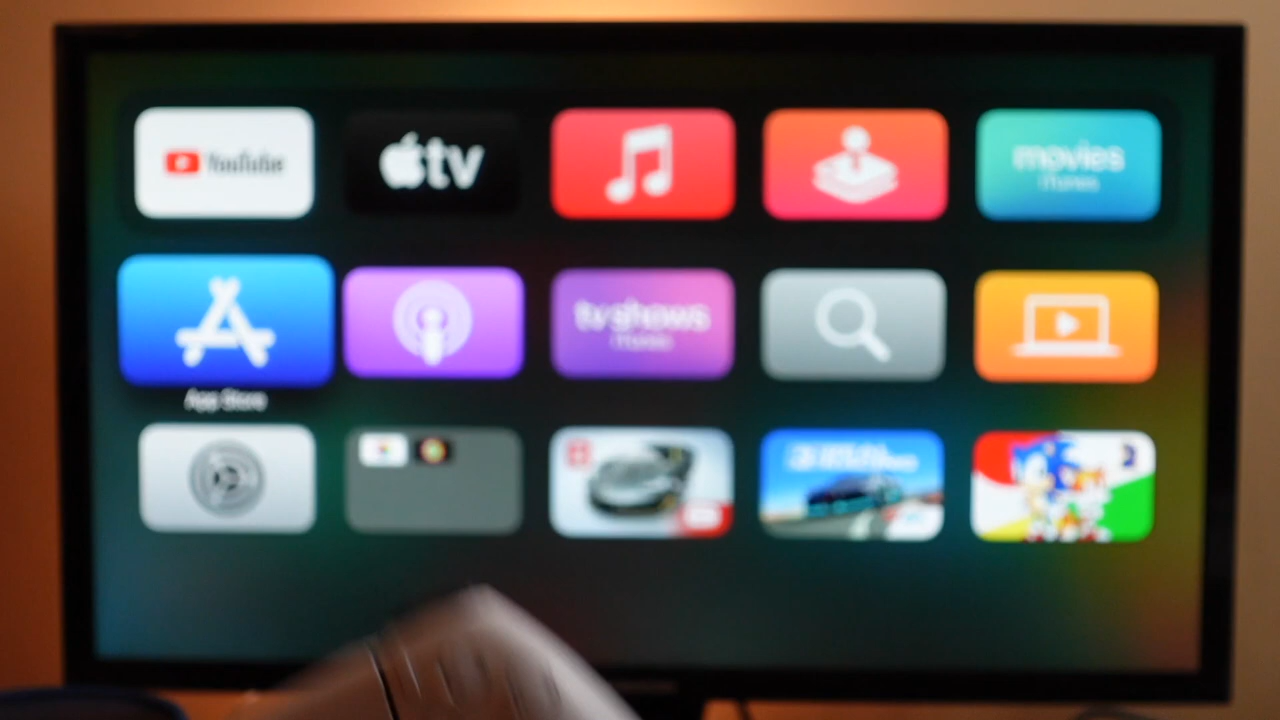 YouTube
tv
movies
iTunes
tv shows
iTunes
App Store